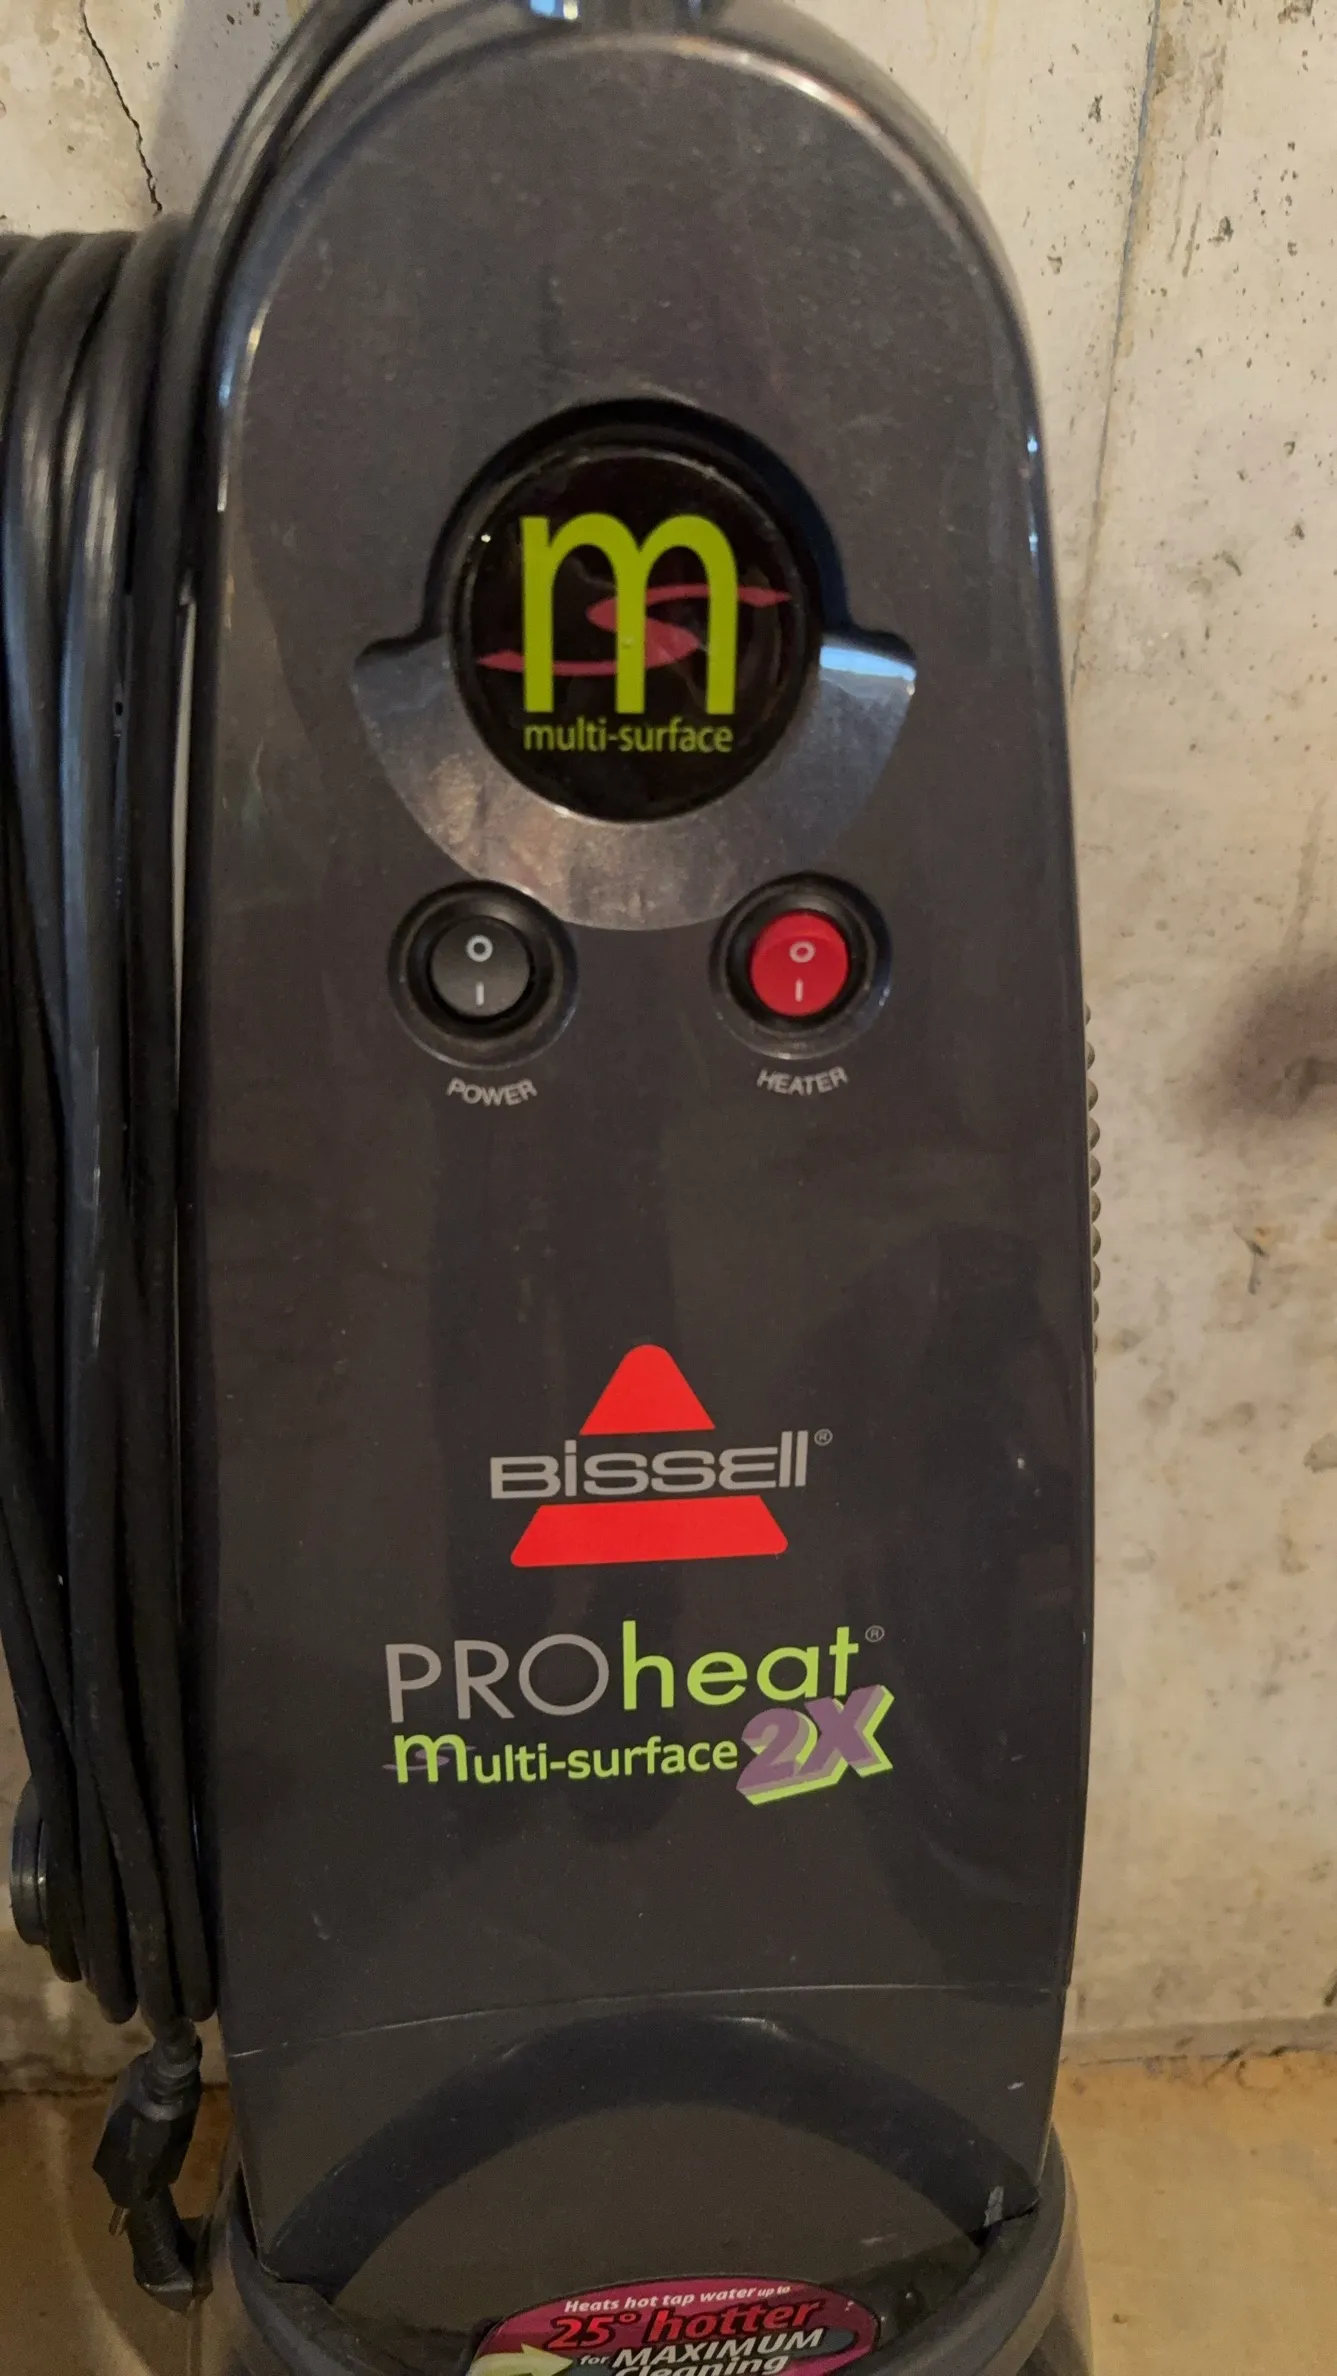 m
multi-surface
O O
I I
POWER HEATER
BISSELL®
PROheat®
multi-surface 2X
Heats hot tap water up to
25° hotter
for MAXIMUM
Cleaning